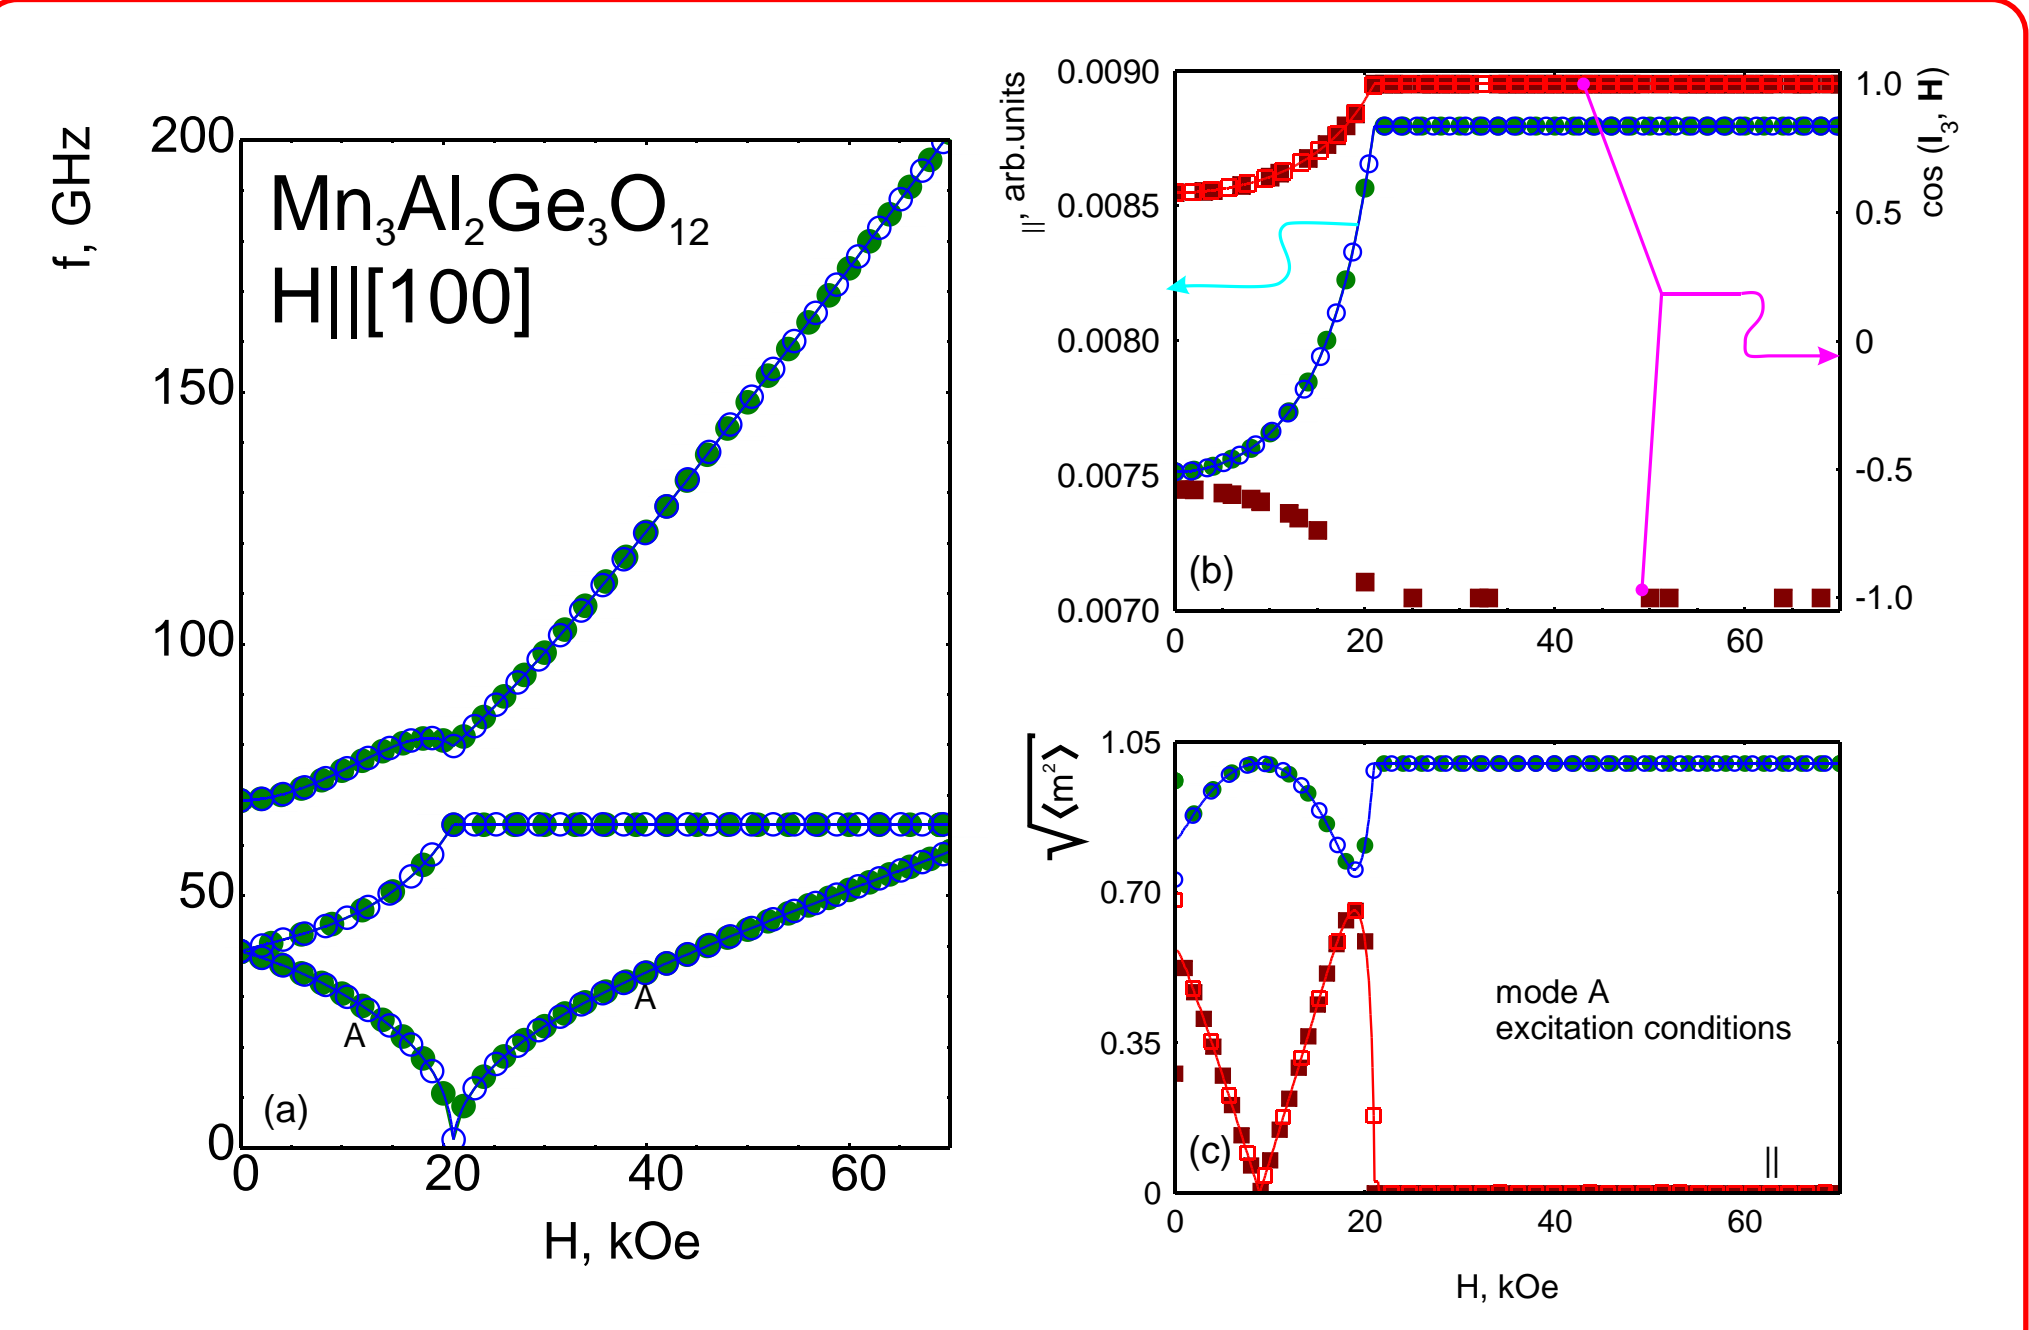 f, GHz
200
150
100
50
0
Mn₃Al₂Ge₃O₁₂
H||[100]
A
A
(a)
0 20 40 60
H, kOe
||, arb.units
0.0090
0.0085
0.0080
0.0075
0.0070
1.0
0.5
0
-0.5
-1.0
cos (I₃, H)
(b)
0 20 40 60
√⟨m²⟩
1.05
0.70
0.35
0
mode A
excitation conditions
(c)
||
0 20 40 60
H, kOe